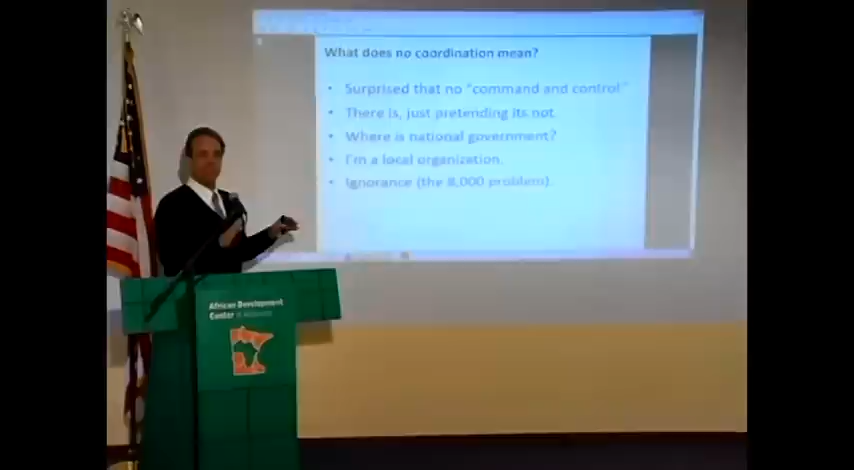 What does no coordination mean?
• Surprised that no "command and control"
• There is, just pretending its not.
• Where is national government?
• I'm a local organization.
• Ignorance (the 8,000 problem).
African Development
Center